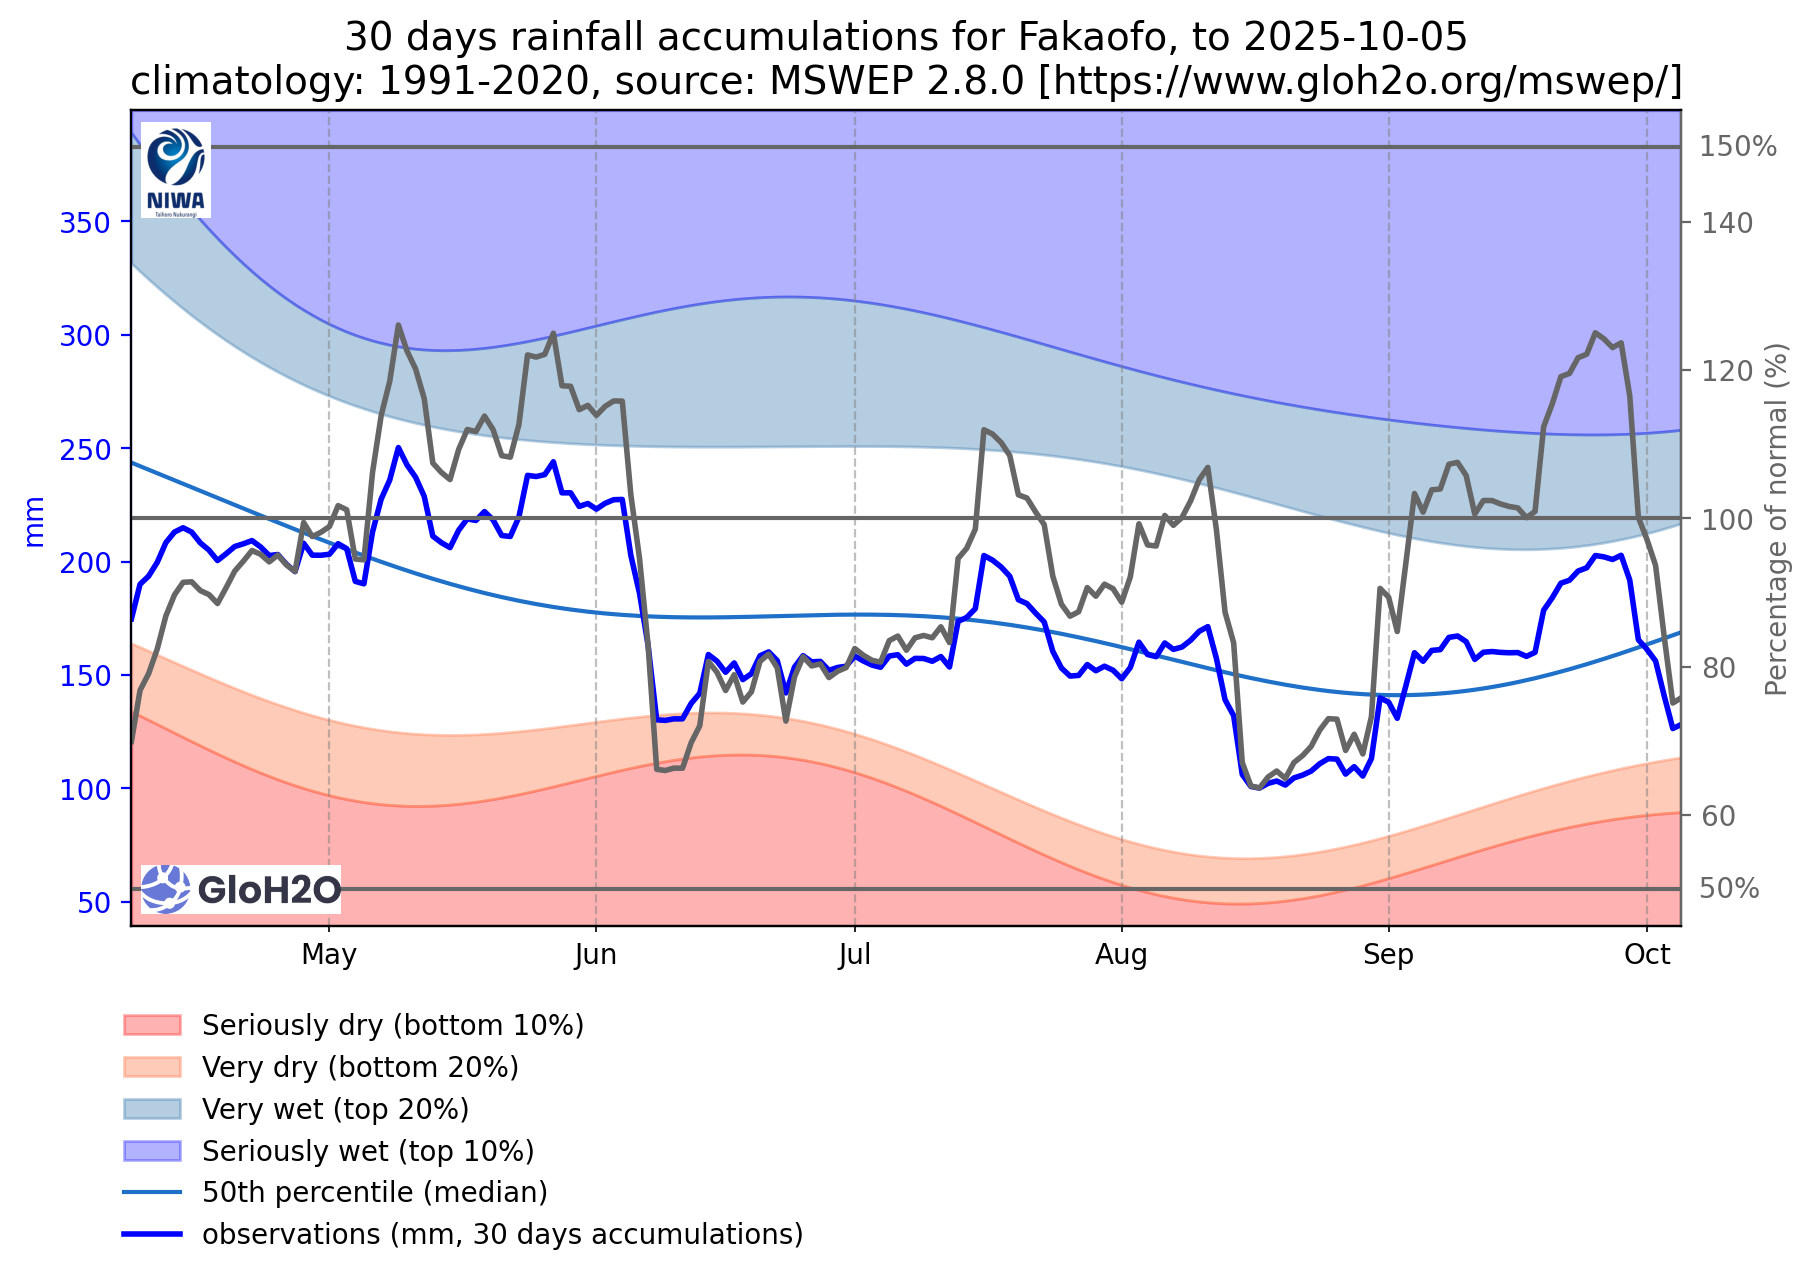 30 days rainfall accumulations for Fakaofo, to 2025-10-05
climatology: 1991-2020, source: MSWEP 2.8.0 [https://www.gloh2o.org/mswep/]
NIWA
Taihoro Nukurangi
350
300
250
200
150
100
50
mm
150%
140
120
100
80
60
50%
Percentage of normal (%)
GloH2O
May
Jun
Jul
Aug
Sep
Oct
Seriously dry (bottom 10%)
Very dry (bottom 20%)
Very wet (top 20%)
Seriously wet (top 10%)
50th percentile (median)
observations (mm, 30 days accumulations)